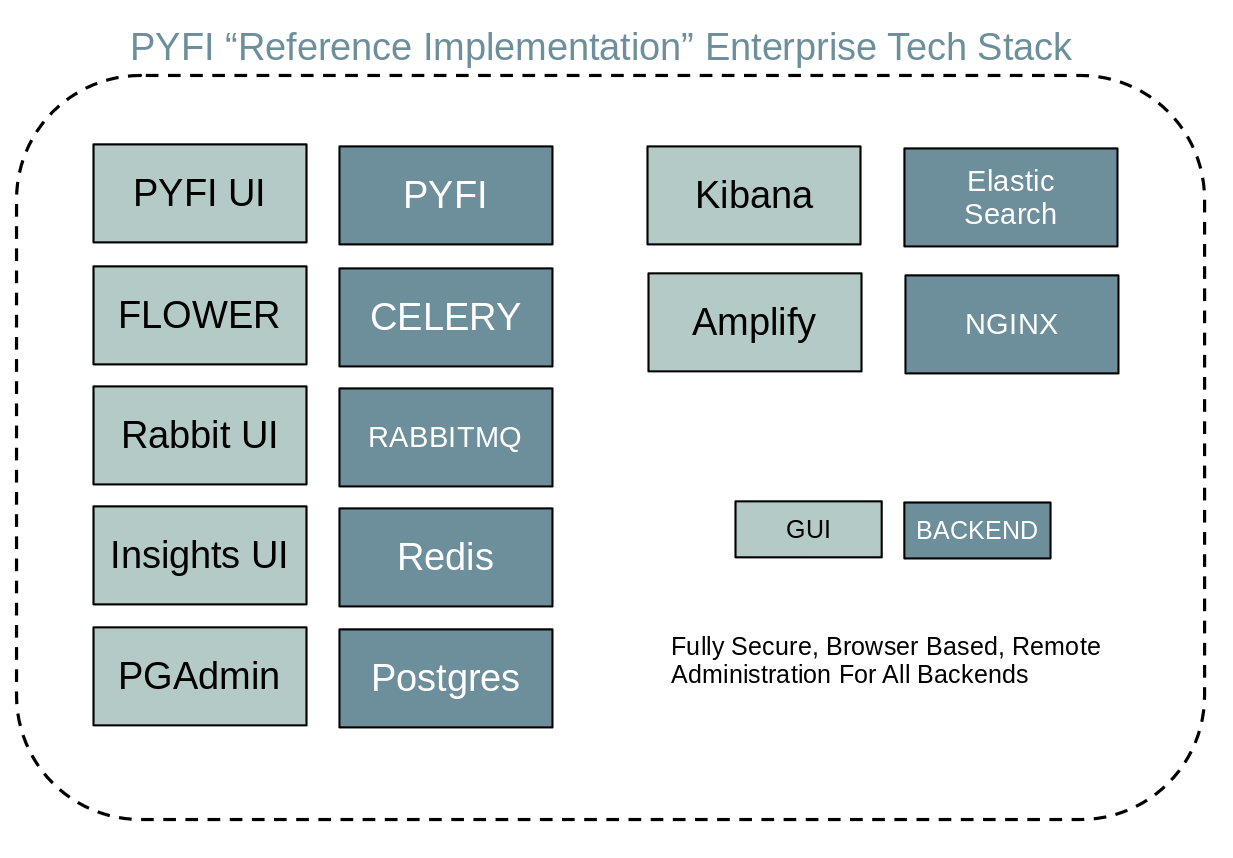 PYFI “Reference Implementation” Enterprise Tech Stack
PYFI UI
PYFI
Kibana
Elastic
Search
FLOWER
CELERY
Amplify
NGINX
Rabbit UI
RABBITMQ
Insights UI
Redis
GUI
BACKEND
PGAdmin
Postgres
Fully Secure, Browser Based, Remote
Administration For All Backends